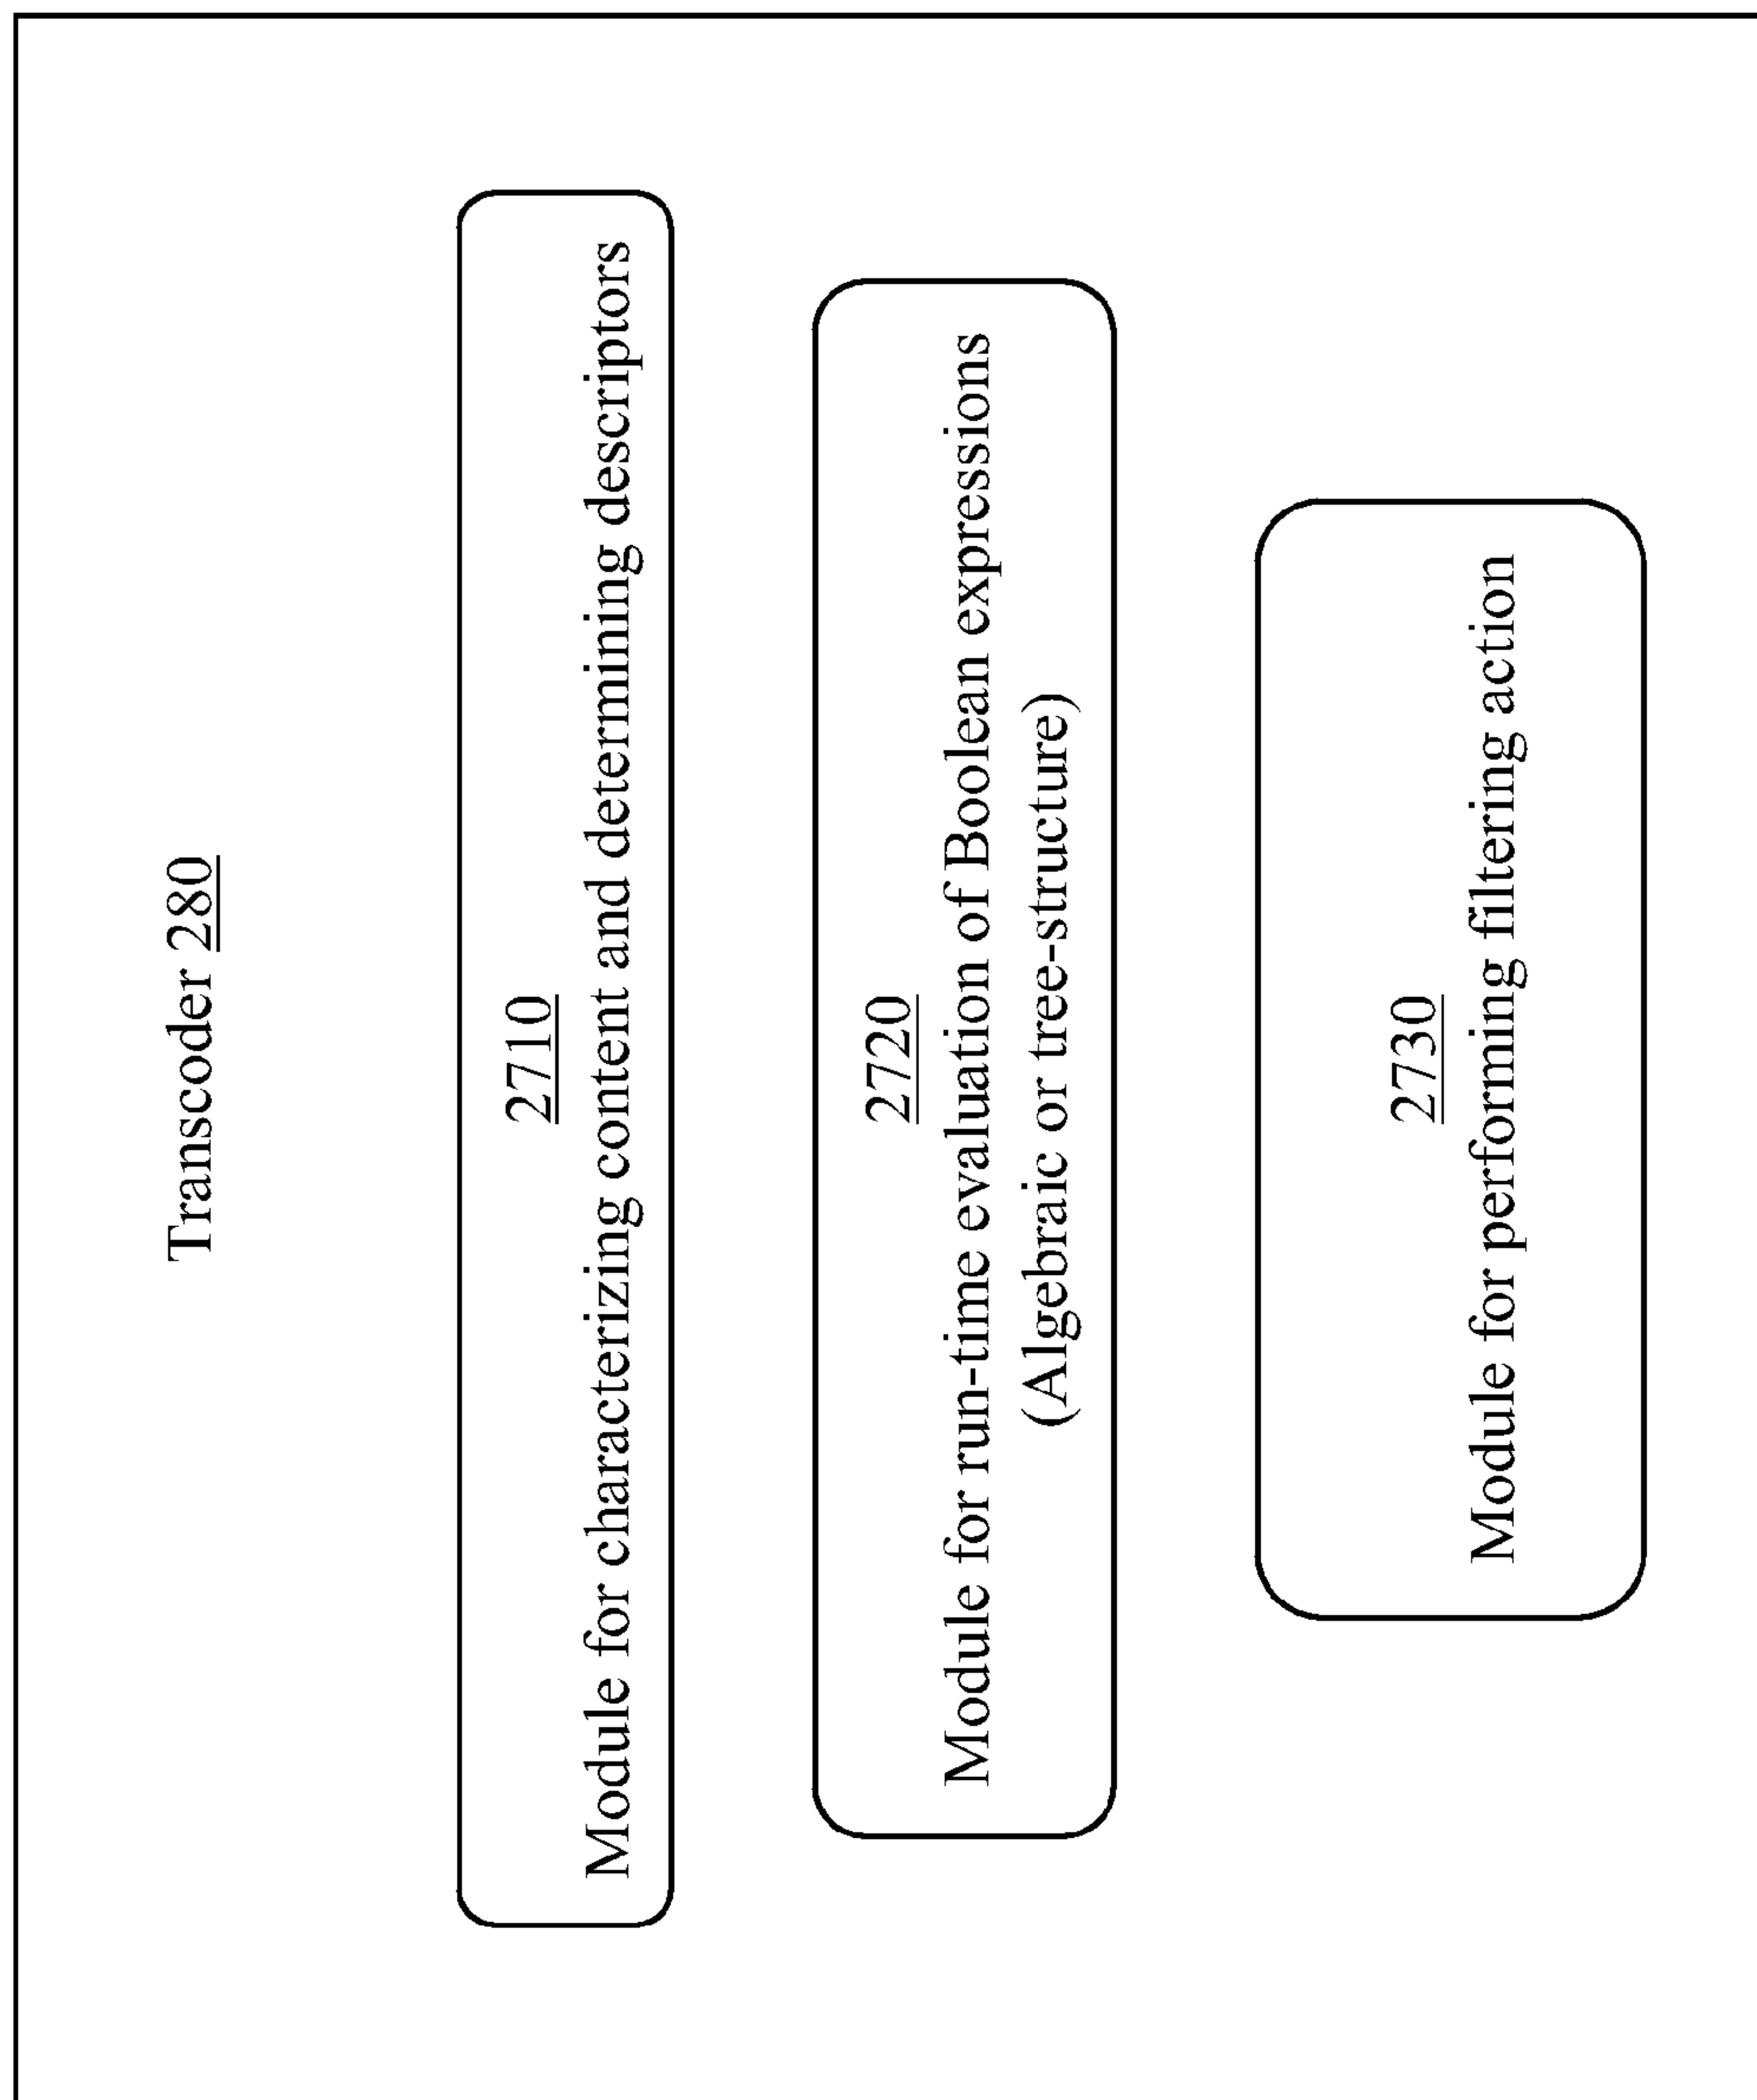 Transcoder 280
2710
Module for characterizing content and determining descriptors
2720
Module for run-time evaluation of Boolean expressions
(Algebraic or tree-structure)
2730
Module for performing filtering action